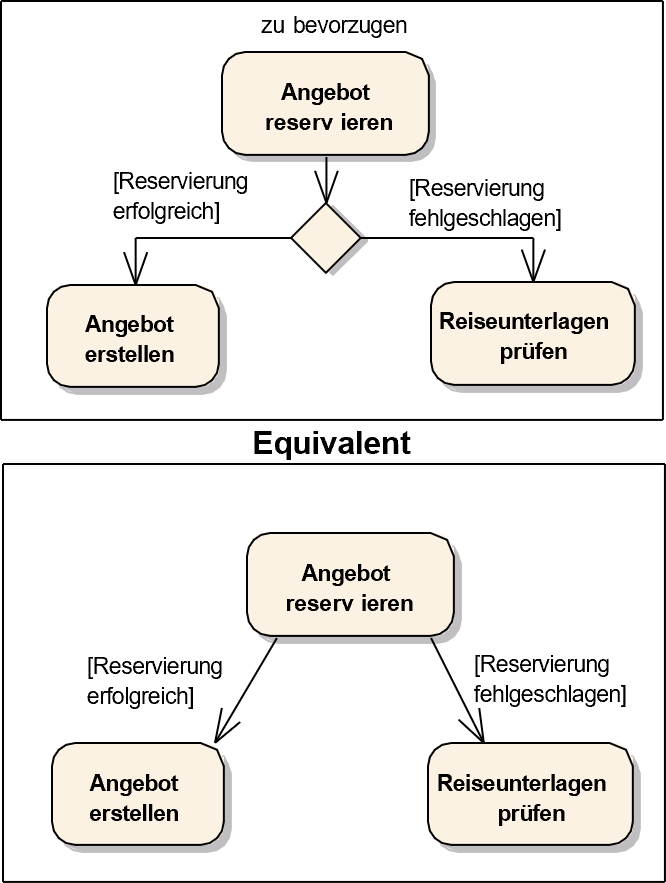 zu bevorzugen
Angebot
reserv ieren
[Reservierung
erfolgreich]
[Reservierung
fehlgeschlagen]
Angebot
erstellen
Reiseunterlagen
prüfen
Equivalent
Angebot
reserv ieren
[Reservierung
erfolgreich]
[Reservierung
fehlgeschlagen]
Angebot
erstellen
Reiseunterlagen
prüfen